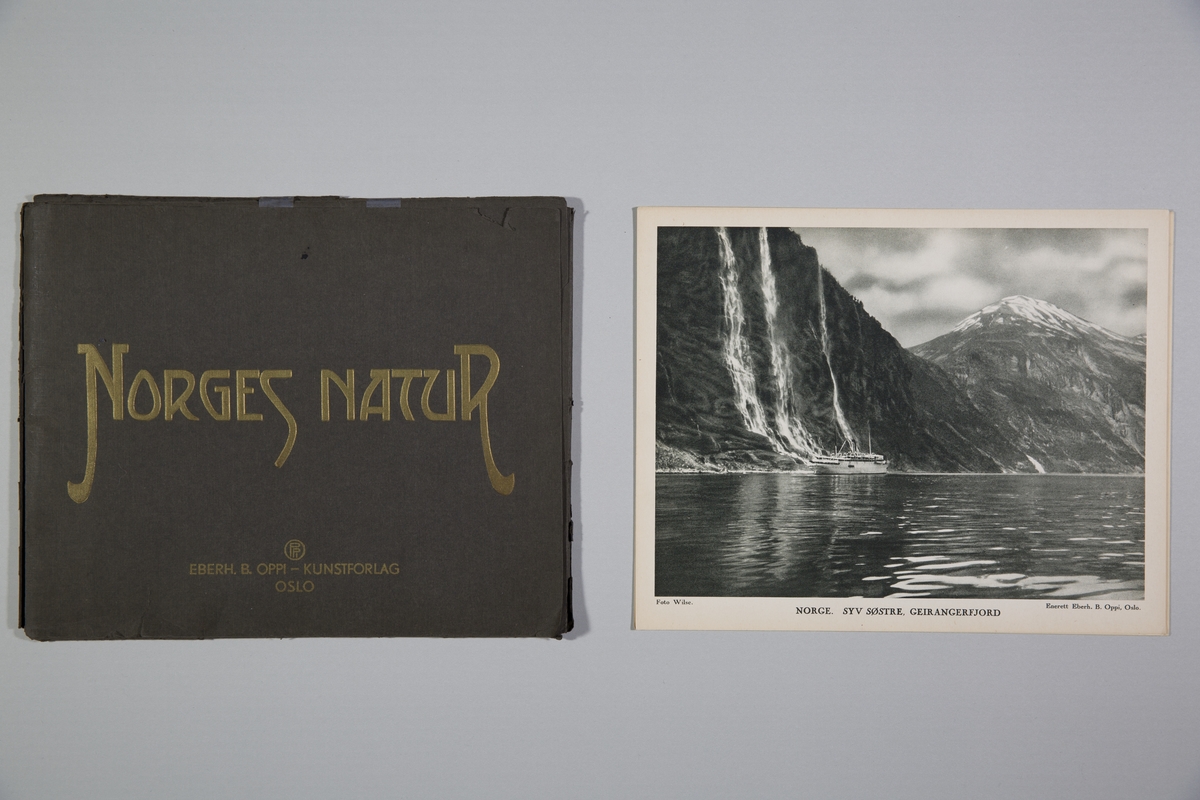 NORGES NATUR
EBERH. B. OPPI – KUNSTFORLAG
OSLO
Foto Wilse.
Enerett Eberh. B. Oppi, Oslo.
NORGE. SYV SØSTRE, GEIRANGERFJORD